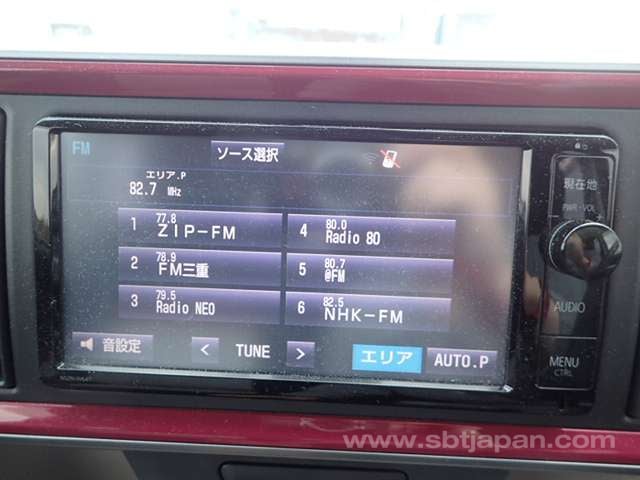 FM
ソース選択
エリア.P
82.7 MHz
1 77.8 ZIP-FM
2 78.9 FM三重
3 79.5 Radio NEO
4 80.0 Radio 80
5 80.7 @FM
6 82.5 NHK-FM
音設定
< TUNE >
エリア
AUTO.P
現在地
PWR・VOL
AUDIO
MENU
CTRL
www.sbtjapan.com